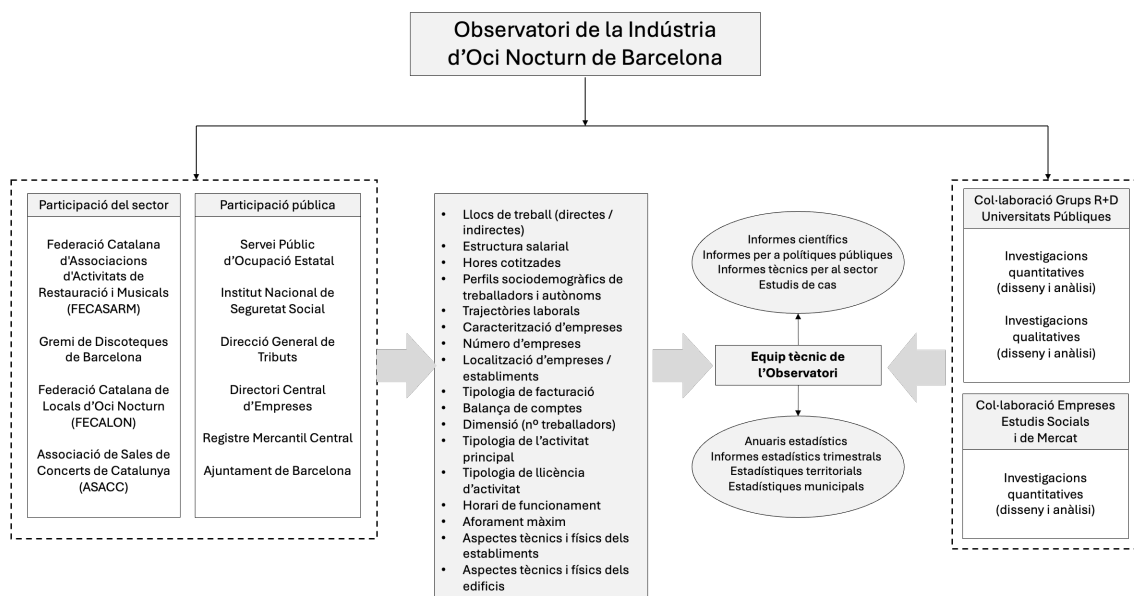 Observatori de la Indústria
d'Oci Nocturn de Barcelona
Participació del sector
Federació Catalana
d'Associacions
d'Activitats de
Restauració i Musicals
(FECASARM)
Gremi de Discoteques
de Barcelona
Federació Catalana de
Locals d'Oci Nocturn
(FECALON)
Associació de Sales de
Concerts de Catalunya
(ASACC)
Participació pública
Servei Públic
d'Ocupació Estatal
Institut Nacional de
Seguretat Social
Direcció General de
Tributs
Directori Central
d'Empreses
Registre Mercantil Central
Ajuntament de Barcelona
• Llocs de treball (directes /
indirectes)
• Estructura salarial
• Hores cotitzades
• Perfils sociodemogràfics de
treballadors i autònoms
• Trajectòries laborals
• Caracterització d'empreses
• Número d'empreses
• Localització d'empreses /
establiments
• Tipologia de facturació
• Balança de comptes
• Dimensió (nº treballadors)
• Tipologia de l'activitat
principal
• Tipologia de llicència
d'activitat
• Horari de funcionament
• Aforament màxim
• Aspectes tècnics i físics dels
establiments
• Aspectes tècnics i físics dels
edificis
Informes científics
Informes per a polítiques públiques
Informes tècnics per al sector
Estudis de cas
Equip tècnic de
l'Observatori
Anuaris estadístics
Informes estadístics trimestrals
Estadístiques territorials
Estadístiques municipals
Col·laboració Grups R+D
Universitats Públiques
Investigacions
quantitatives
(disseny i anàlisi)
Investigacions
qualitatives
(disseny i anàlisi)
Col·laboració Empreses
Estudis Socials
i de Mercat
Investigacions
quantitatives
(disseny i anàlisi)